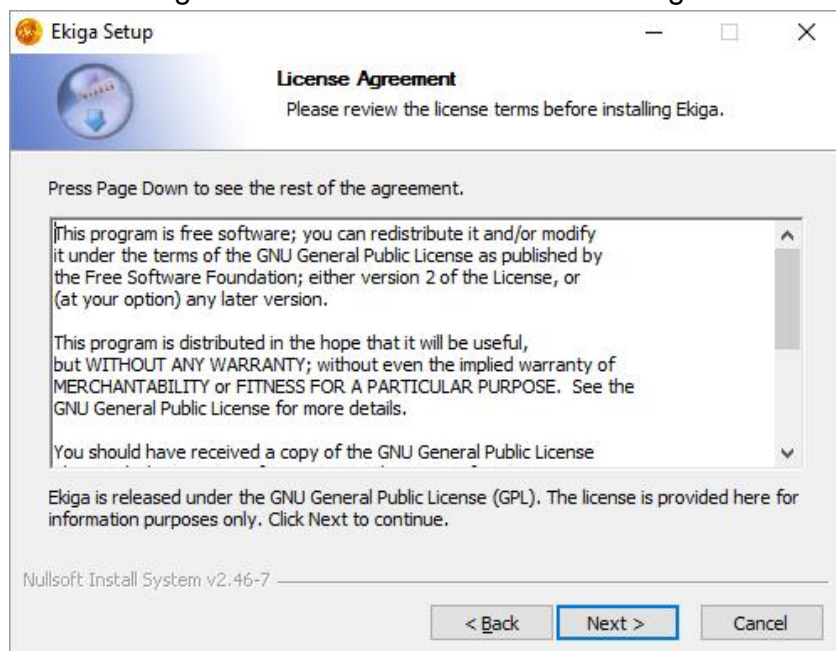 Ekiga Setup
License Agreement
Please review the license terms before installing Ekiga.
Press Page Down to see the rest of the agreement.
This program is free software; you can redistribute it and/or modify
it under the terms of the GNU General Public License as published by
the Free Software Foundation; either version 2 of the License, or
(at your option) any later version.
This program is distributed in the hope that it will be useful,
but WITHOUT ANY WARRANTY; without even the implied warranty of
MERCHANTABILITY or FITNESS FOR A PARTICULAR PURPOSE.  See the
GNU General Public License for more details.
You should have received a copy of the GNU General Public License
Ekiga is released under the GNU General Public License (GPL). The license is provided here for
information purposes only. Click Next to continue.
Nullsoft Install System v2.46-7
< Back
Next >
Cancel